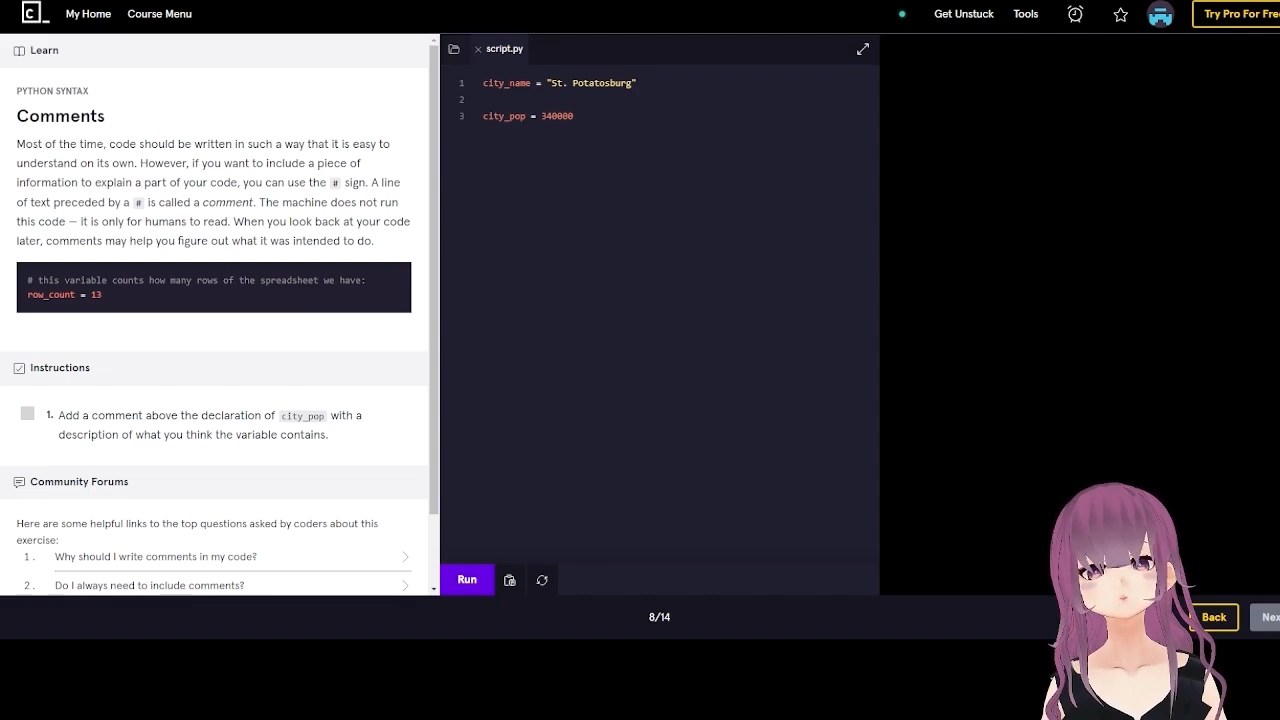 C_
My Home
Course Menu
Get Unstuck
Tools
Try Pro For Fre
Learn
PYTHON SYNTAX
Comments
Most of the time, code should be written in such a way that it is easy to
understand on its own. However, if you want to include a piece of
information to explain a part of your code, you can use the # sign. A line
of text preceded by a # is called a comment. The machine does not run
this code — it is only for humans to read. When you look back at your code
later, comments may help you figure out what it was intended to do.
# this variable counts how many rows of the spreadsheet we have:
row_count = 13
Instructions
1. Add a comment above the declaration of city_pop with a
description of what you think the variable contains.
Community Forums
Here are some helpful links to the top questions asked by coders about this
exercise:
1. Why should I write comments in my code?
2. Do I always need to include comments?
script.py
1 city_name = "St. Potatosburg"
2
3 city_pop = 340000
Run
8/14
Back
Nex